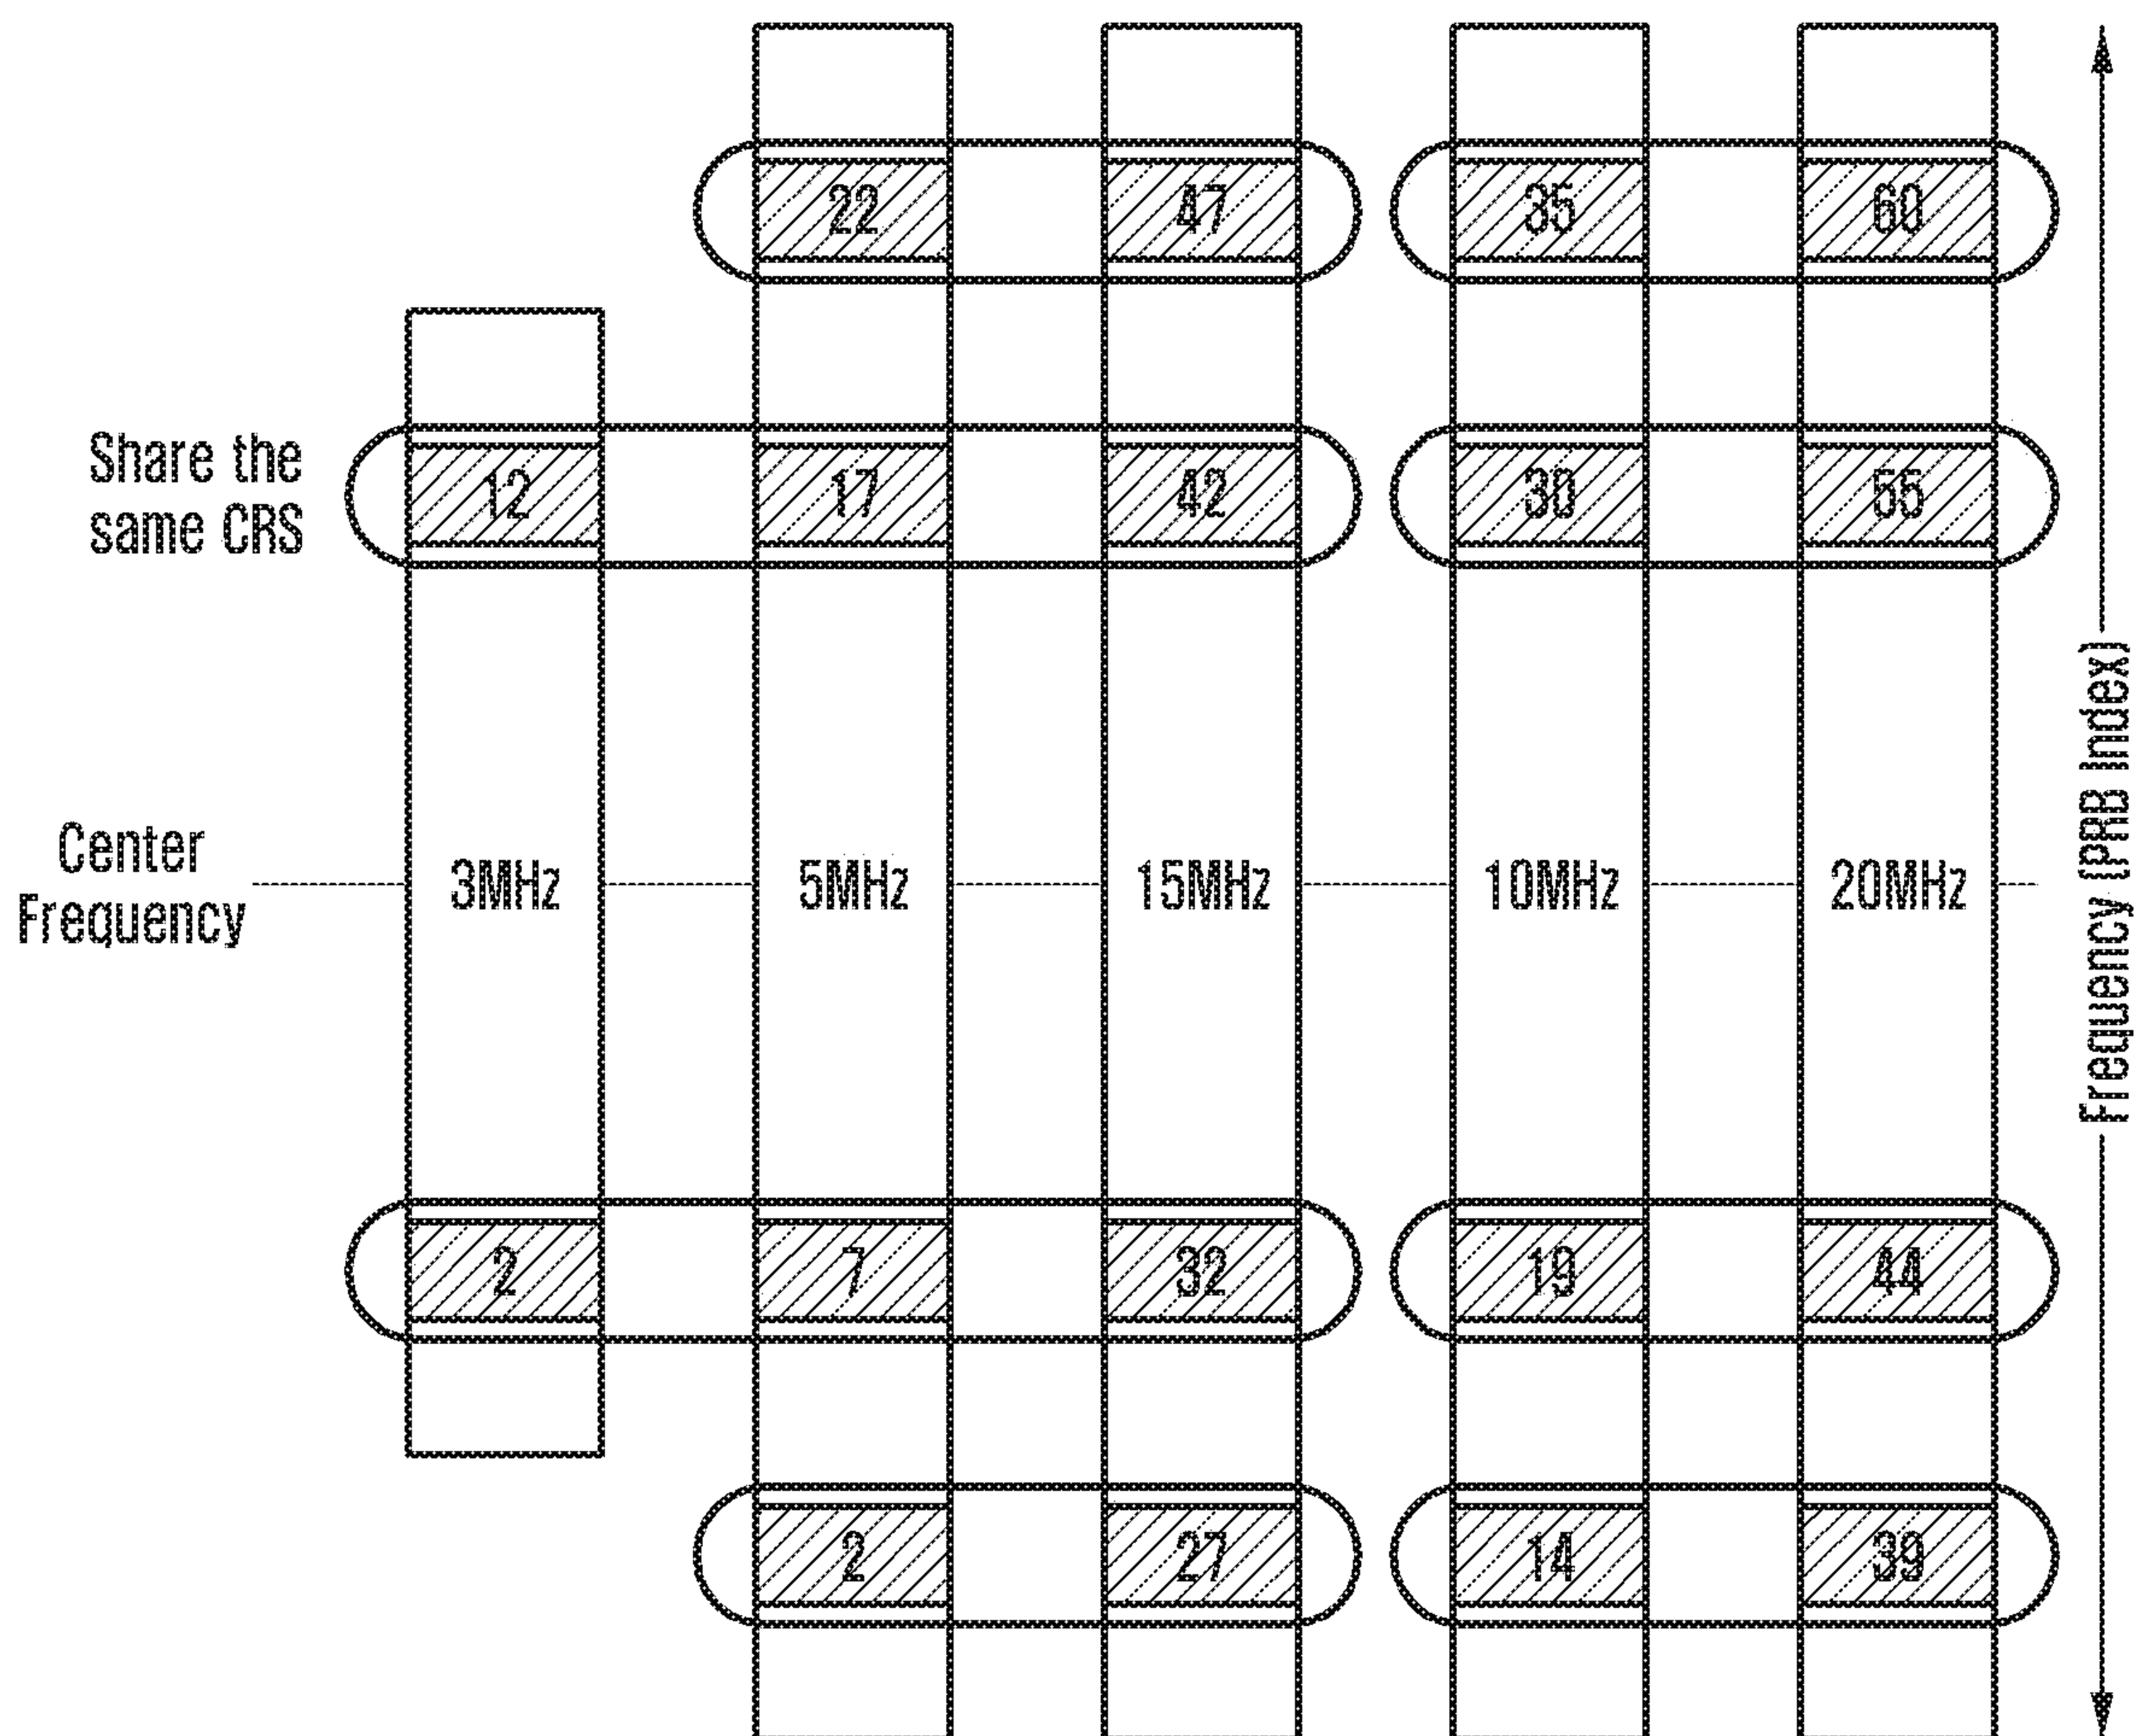 22 47 35 60
Share the
same CRS
12 17 42 30 55
Center
Frequency
3MHz 5MHz 15MHz 10MHz 20MHz
Frequency (PRB Index)
2 7 32 19 44
2 27 14 39